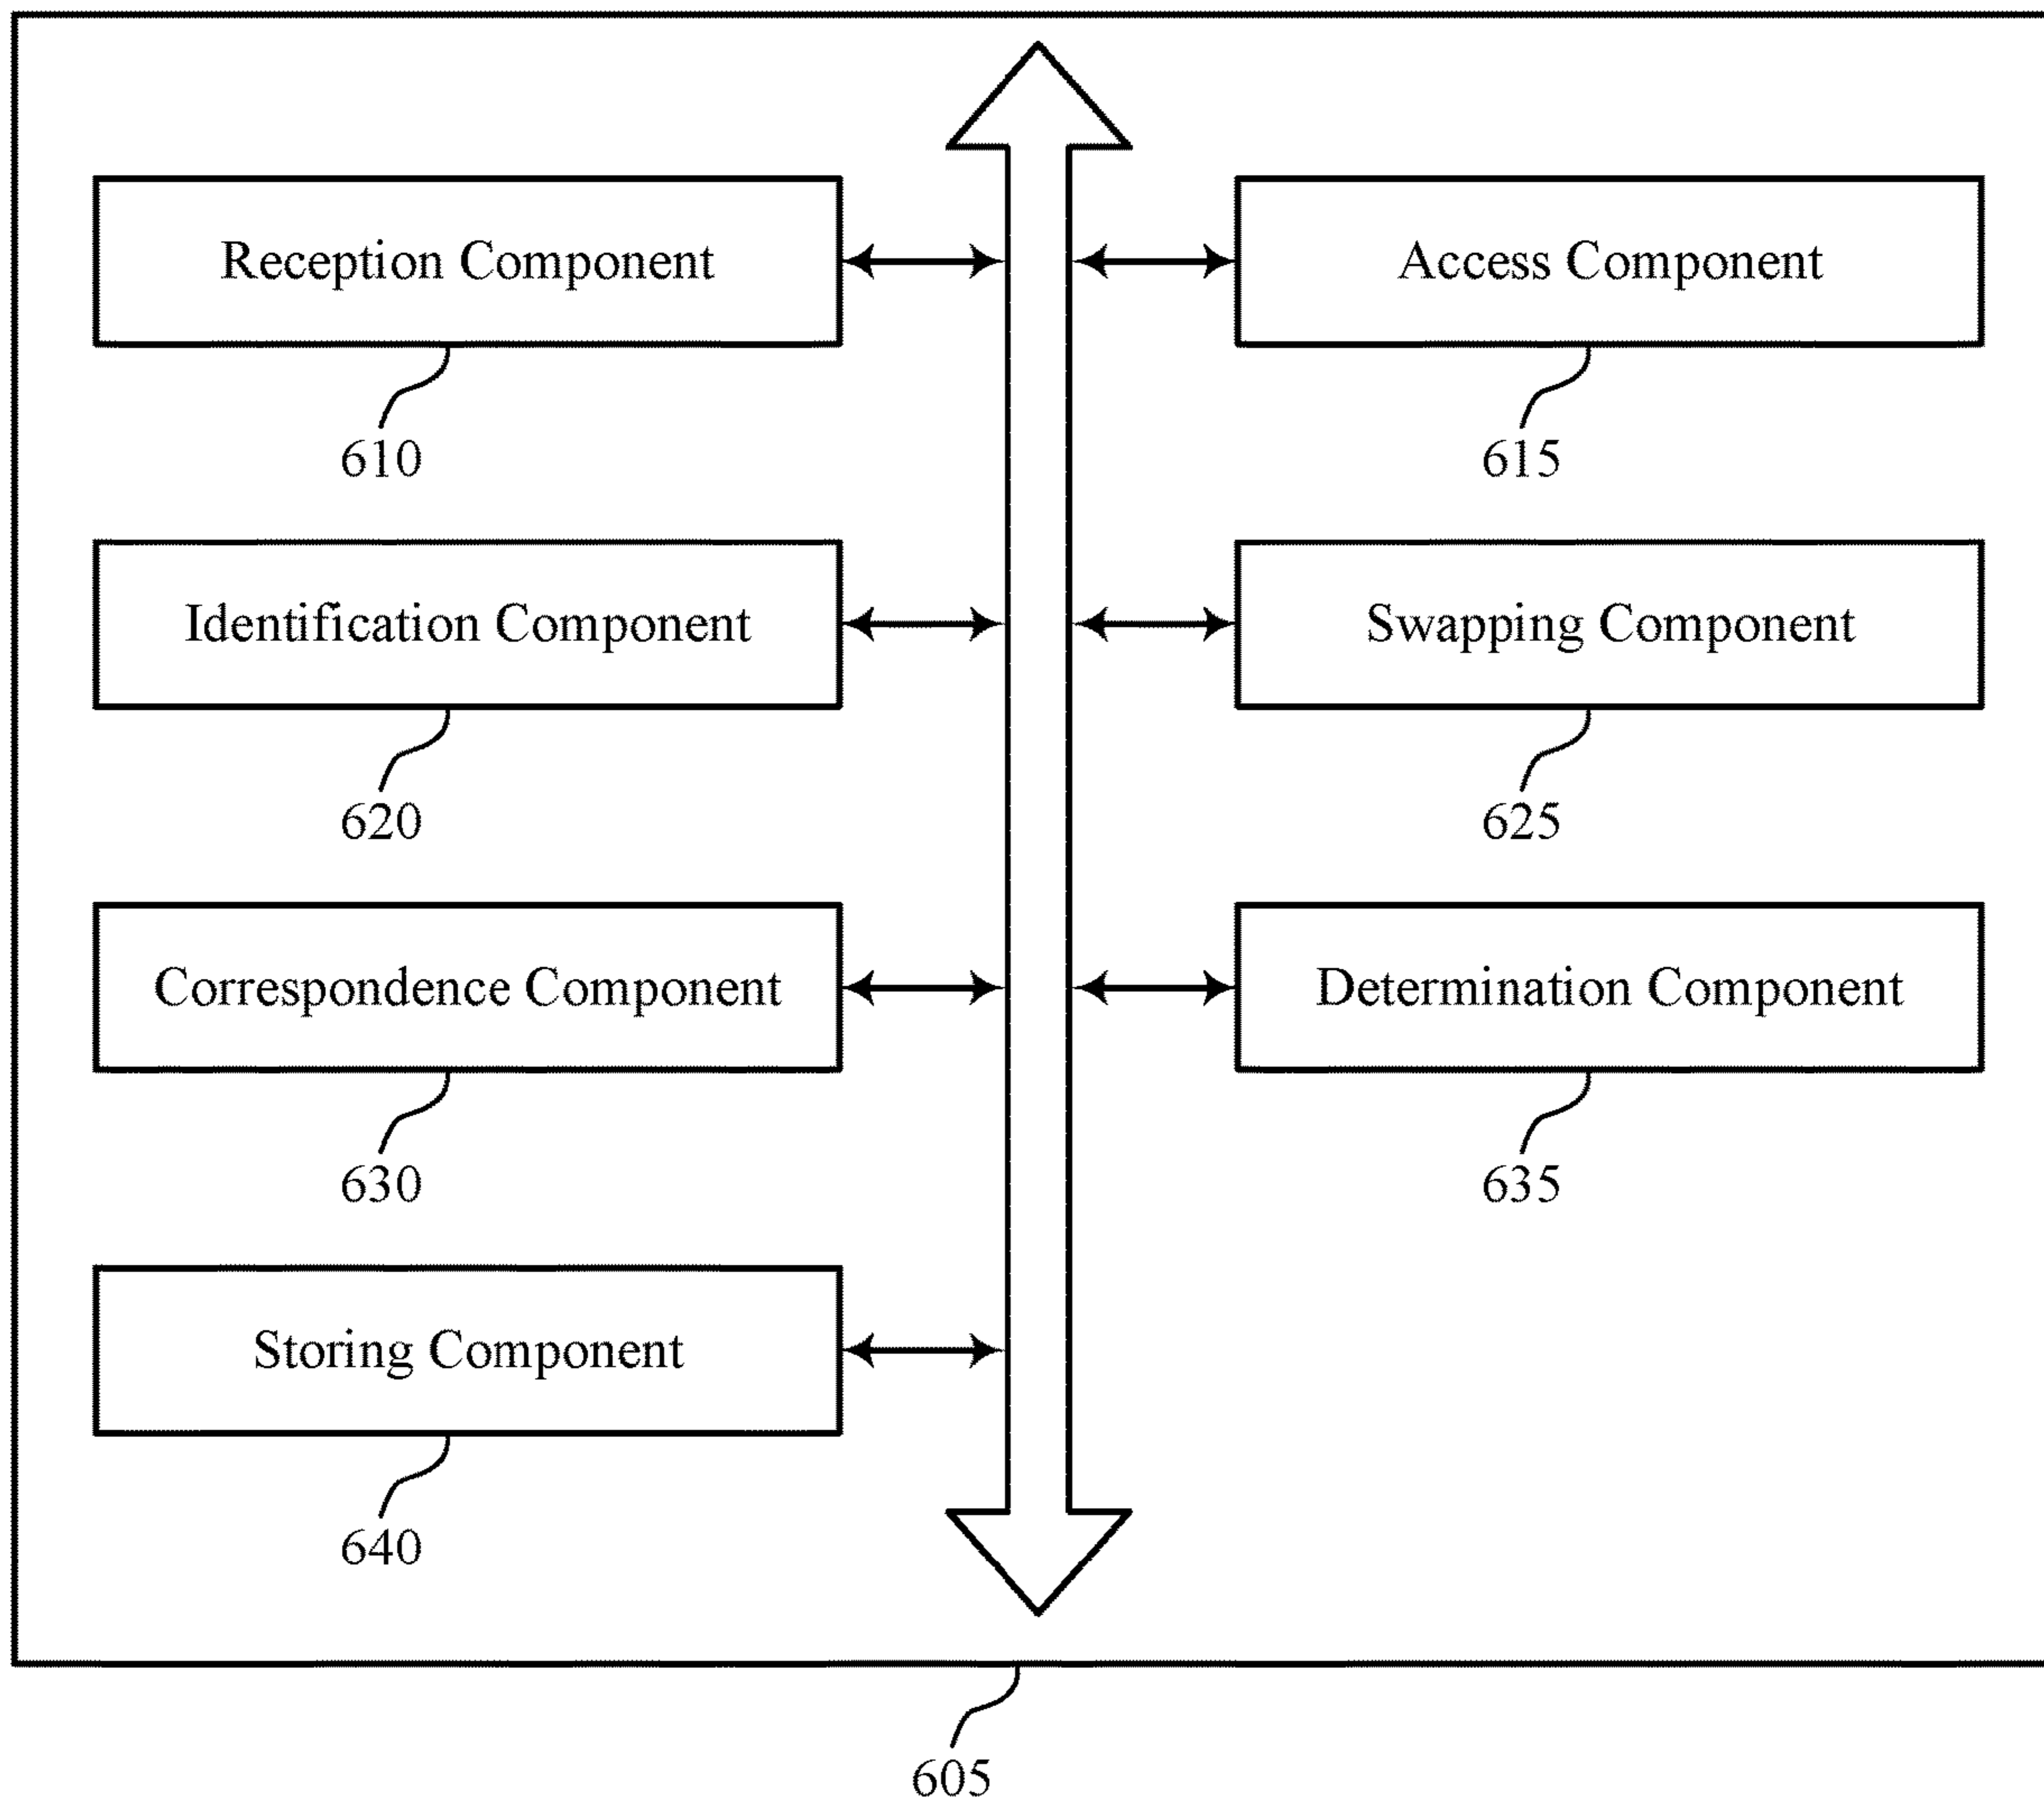 Reception Component
Access Component
610
615
Identification Component
Swapping Component
620
625
Correspondence Component
Determination Component
630
635
Storing Component
640
605